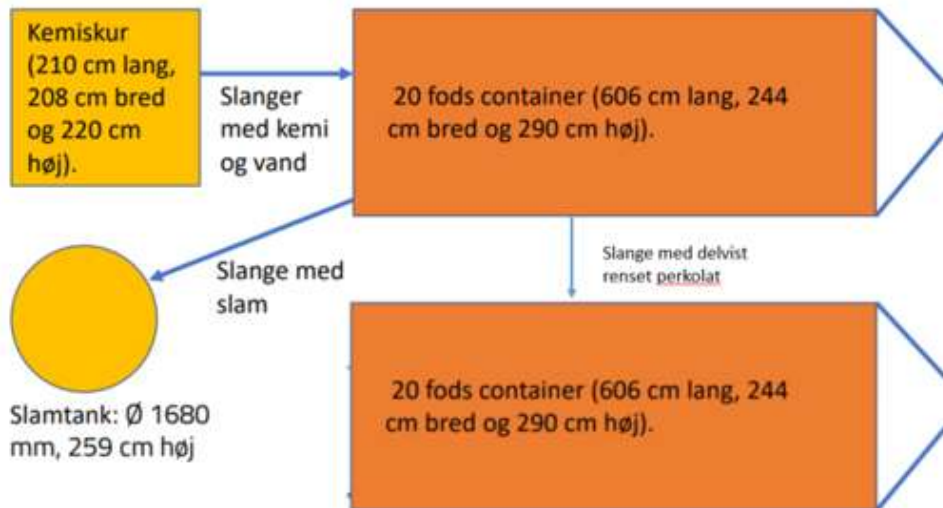 Kemiskur
(210 cm lang,
208 cm bred
og 220 cm
høj).
Slanger
med kemi
og vand
20 fods container (606 cm lang, 244
cm bred og 290 cm høj).
Slange med
slam
Slange med delvist
renset perkolat
Slamtank: Ø 1680
mm, 259 cm høj
20 fods container (606 cm lang, 244
cm bred og 290 cm høj).